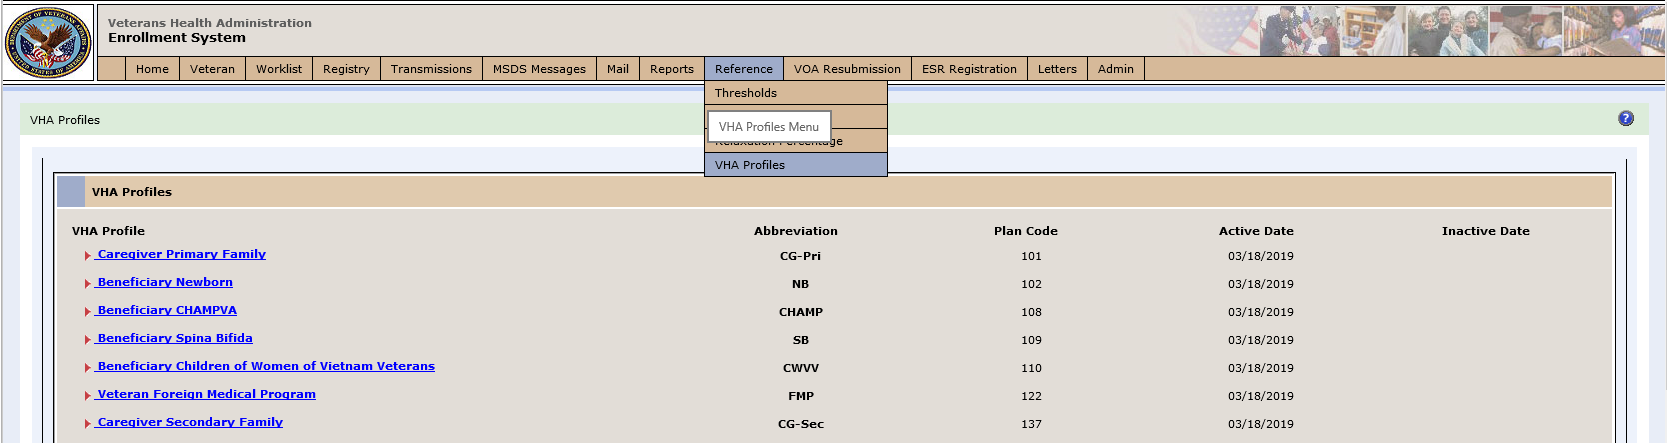 Veterans Health Administration
Enrollment System
Home Veteran Worklist Registry Transmissions MSDS Messages Mail Reports Reference VOA Resubmission ESR Registration Letters Admin
Thresholds
VHA Profiles Menu
Relaxation Percentage
VHA Profiles
VHA Profiles
VHA Profiles
VHA Profile Abbreviation Plan Code Active Date Inactive Date
Caregiver Primary Family CG-Pri 101 03/18/2019
Beneficiary Newborn NB 102 03/18/2019
Beneficiary CHAMPVA CHAMP 108 03/18/2019
Beneficiary Spina Bifida SB 109 03/18/2019
Beneficiary Children of Women of Vietnam Veterans CWVV 110 03/18/2019
Veteran Foreign Medical Program FMP 122 03/18/2019
Caregiver Secondary Family CG-Sec 137 03/18/2019